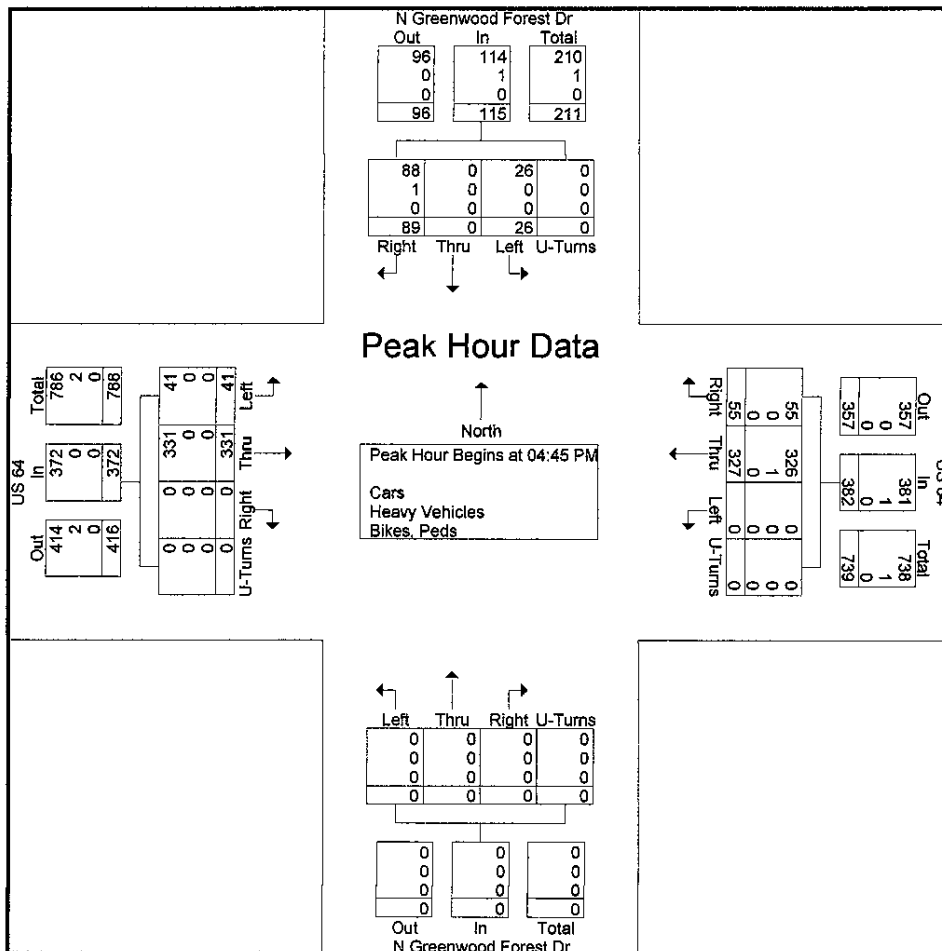 N Greenwood Forest Dr
Out In Total
96 114 210
0 1 1
0 0 0
96 115 211
88 0 26 0
1 0 0 0
0 0 0 0
89 0 26 0
Right Thru Left U-Turns
Peak Hour Data
North
Peak Hour Begins at 04:45 PM
Cars
Heavy Vehicles
Bikes, Peds
US 64
Total
786 2 0 788
In
372 0 0 372
Out
414 2 0 416
Left
41 0 0 41
Thru
331 0 0 331
Right
0 0 0 0
U-Turns
0 0 0 0
Right
55 0 0 55
Thru
326 1 0 327
Left
0 0 0 0
U-Turns
0 0 0 0
Out
357 0 0 357
In
381 1 0 382
Total
738 1 0 739
US 64
Left Thru Right U-Turns
0 0 0 0
0 0 0 0
0 0 0 0
0 0 0 0
0 0 0
0 0 0
0 0 0
0 0 0
Out In Total
N Greenwood Forest Dr